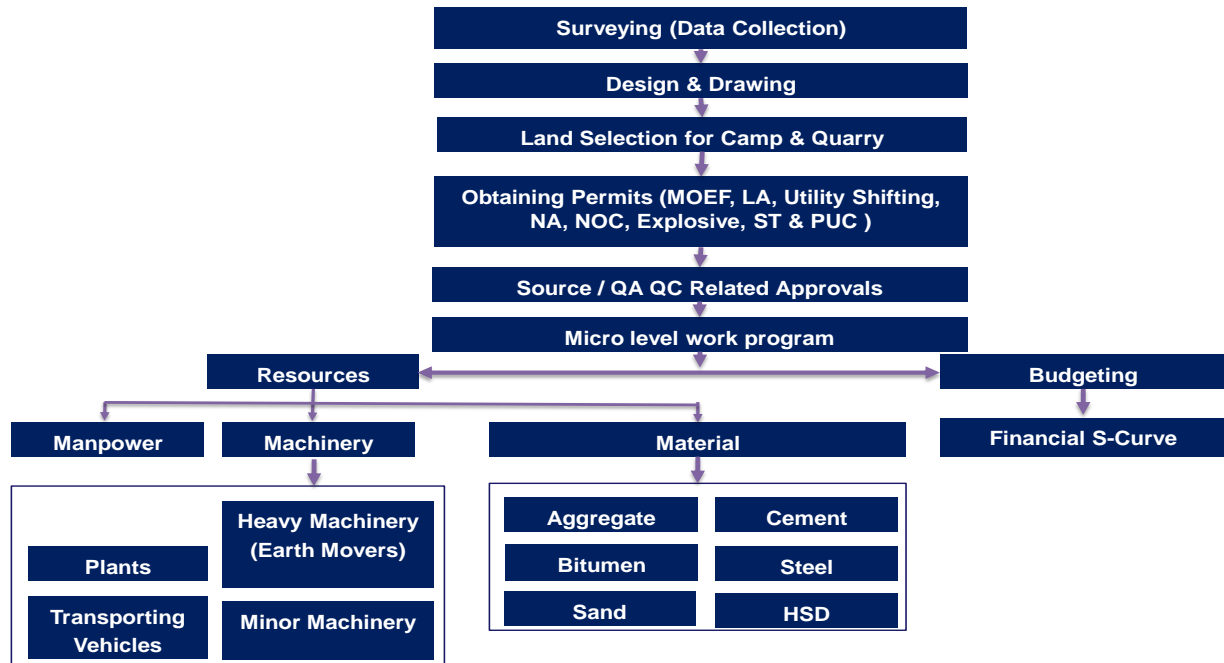 Surveying (Data Collection)
Design & Drawing
Land Selection for Camp & Quarry
Obtaining Permits (MOEF, LA, Utility Shifting,
NA, NOC, Explosive, ST & PUC )
Source / QA QC Related Approvals
Micro level work program
Resources
Budgeting
Manpower
Machinery
Material
Financial S-Curve
Plants
Transporting
Vehicles
Heavy Machinery
(Earth Movers)
Minor Machinery
Aggregate
Cement
Bitumen
Steel
Sand
HSD